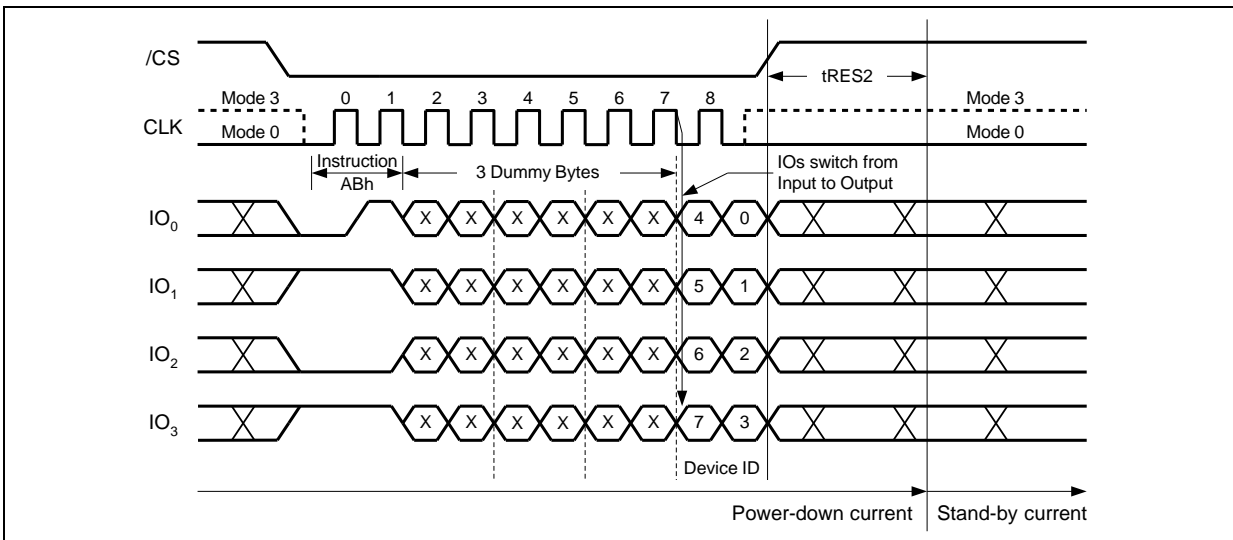 /CS
tRES2
Mode 3 0 1 2 3 4 5 6 7 8 Mode 3
CLK
Mode 0 Mode 0
Instruction
ABh
3 Dummy Bytes
IOs switch from
Input to Output
IO0 X X X X X X 4 0
IO1 X X X X X X 5 1
IO2 X X X X X X 6 2
IO3 X X X X X X 7 3
Device ID
Power-down current Stand-by current